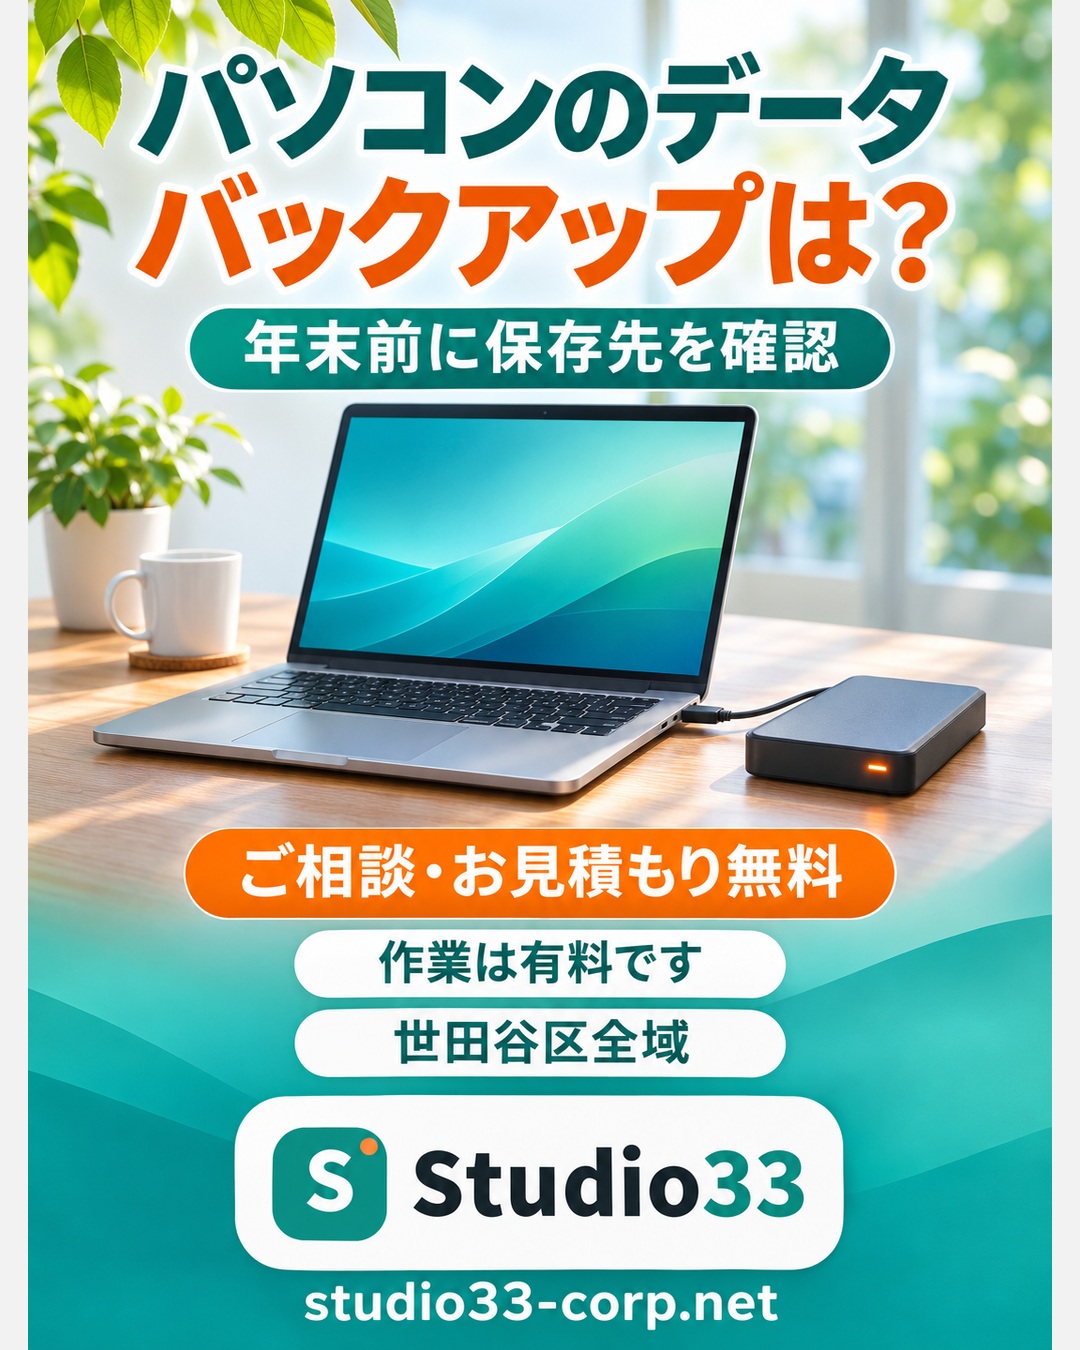 パソコンのデータ
バックアップは?
年末前に保存先を確認
ご相談・お見積もり無料
作業は有料です
世田谷区全域
S Studio33
studio33-corp.net